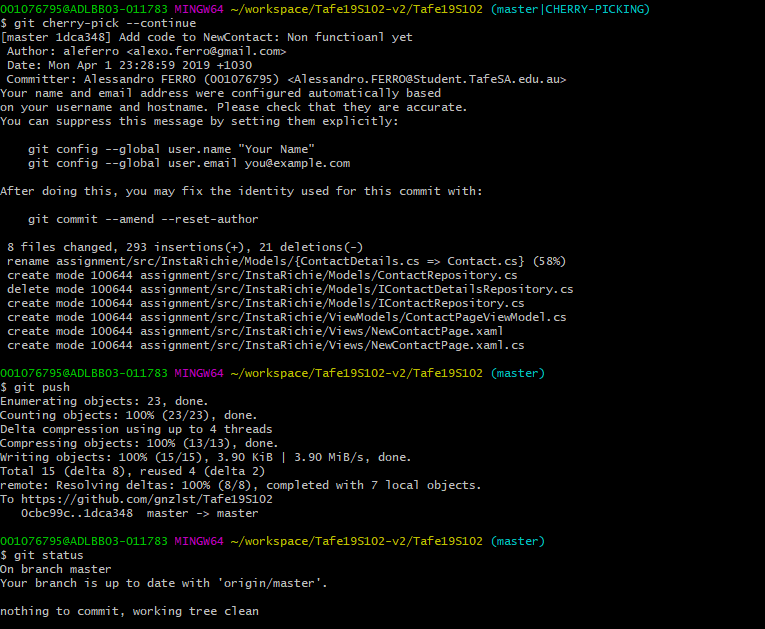 001076795@ADLBB03-011783 MINGW64 ~/workspace/Tafe19S102-v2/Tafe19S102 (master|CHERRY-PICKING)
$ git cherry-pick --continue
[master 1dca348] Add code to NewContact: Non functioanl yet
 Author: aleferro <alexo.ferro@gmail.com>
 Date: Mon Apr 1 23:28:59 2019 +1030
 Committer: Alessandro FERRO (001076795) <Alessandro.FERRO@Student.TafeSA.edu.au>
Your name and email address were configured automatically based
on your username and hostname. Please check that they are accurate.
You can suppress this message by setting them explicitly:

    git config --global user.name "Your Name"
    git config --global user.email you@example.com

After doing this, you may fix the identity used for this commit with:

    git commit --amend --reset-author

 8 files changed, 293 insertions(+), 21 deletions(-)
 rename assignment/src/InstaRichie/Models/{ContactDetails.cs => Contact.cs} (58%)
 create mode 100644 assignment/src/InstaRichie/Models/ContactRepository.cs
 delete mode 100644 assignment/src/InstaRichie/Models/IContactDetailsRepository.cs
 create mode 100644 assignment/src/InstaRichie/Models/IContactRepository.cs
 create mode 100644 assignment/src/InstaRichie/ViewModels/ContactPageViewModel.cs
 create mode 100644 assignment/src/InstaRichie/Views/NewContactPage.xaml
 create mode 100644 assignment/src/InstaRichie/Views/NewContactPage.xaml.cs

001076795@ADLBB03-011783 MINGW64 ~/workspace/Tafe19S102-v2/Tafe19S102 (master)
$ git push
Enumerating objects: 23, done.
Counting objects: 100% (23/23), done.
Delta compression using up to 4 threads
Compressing objects: 100% (13/13), done.
Writing objects: 100% (15/15), 3.90 KiB | 3.90 MiB/s, done.
Total 15 (delta 8), reused 4 (delta 2)
remote: Resolving deltas: 100% (8/8), completed with 7 local objects.
To https://github.com/gnzlst/Tafe19S102
   0cbc99c..1dca348  master -> master

001076795@ADLBB03-011783 MINGW64 ~/workspace/Tafe19S102-v2/Tafe19S102 (master)
$ git status
On branch master
Your branch is up to date with 'origin/master'.

nothing to commit, working tree clean